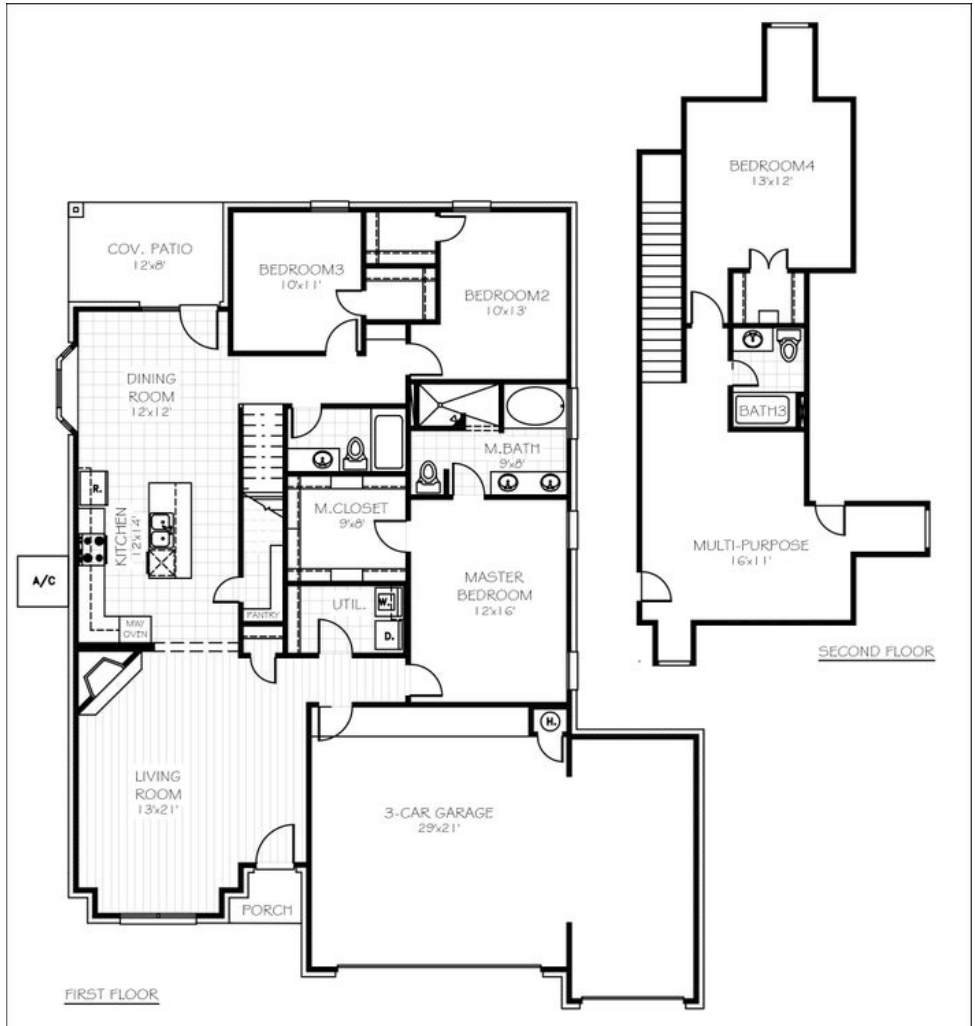 BEDROOM4
13'x12'
COV. PATIO
12'x8'
BEDROOM3
10'x11'
BEDROOM2
10'x13'
DINING
ROOM
12'x12'
BATH3
M.BATH
9'x8'
R.
M.CLOSET
9'x8'
KITCHEN
12'x14'
MULTI-PURPOSE
16'x11'
A/C
MASTER
BEDROOM
12'x16'
UTIL.
W.
D.
PANTRY
MW/
OVEN
SECOND FLOOR
H.
LIVING
ROOM
13'x21'
3-CAR GARAGE
29'x21'
PORCH
FIRST FLOOR